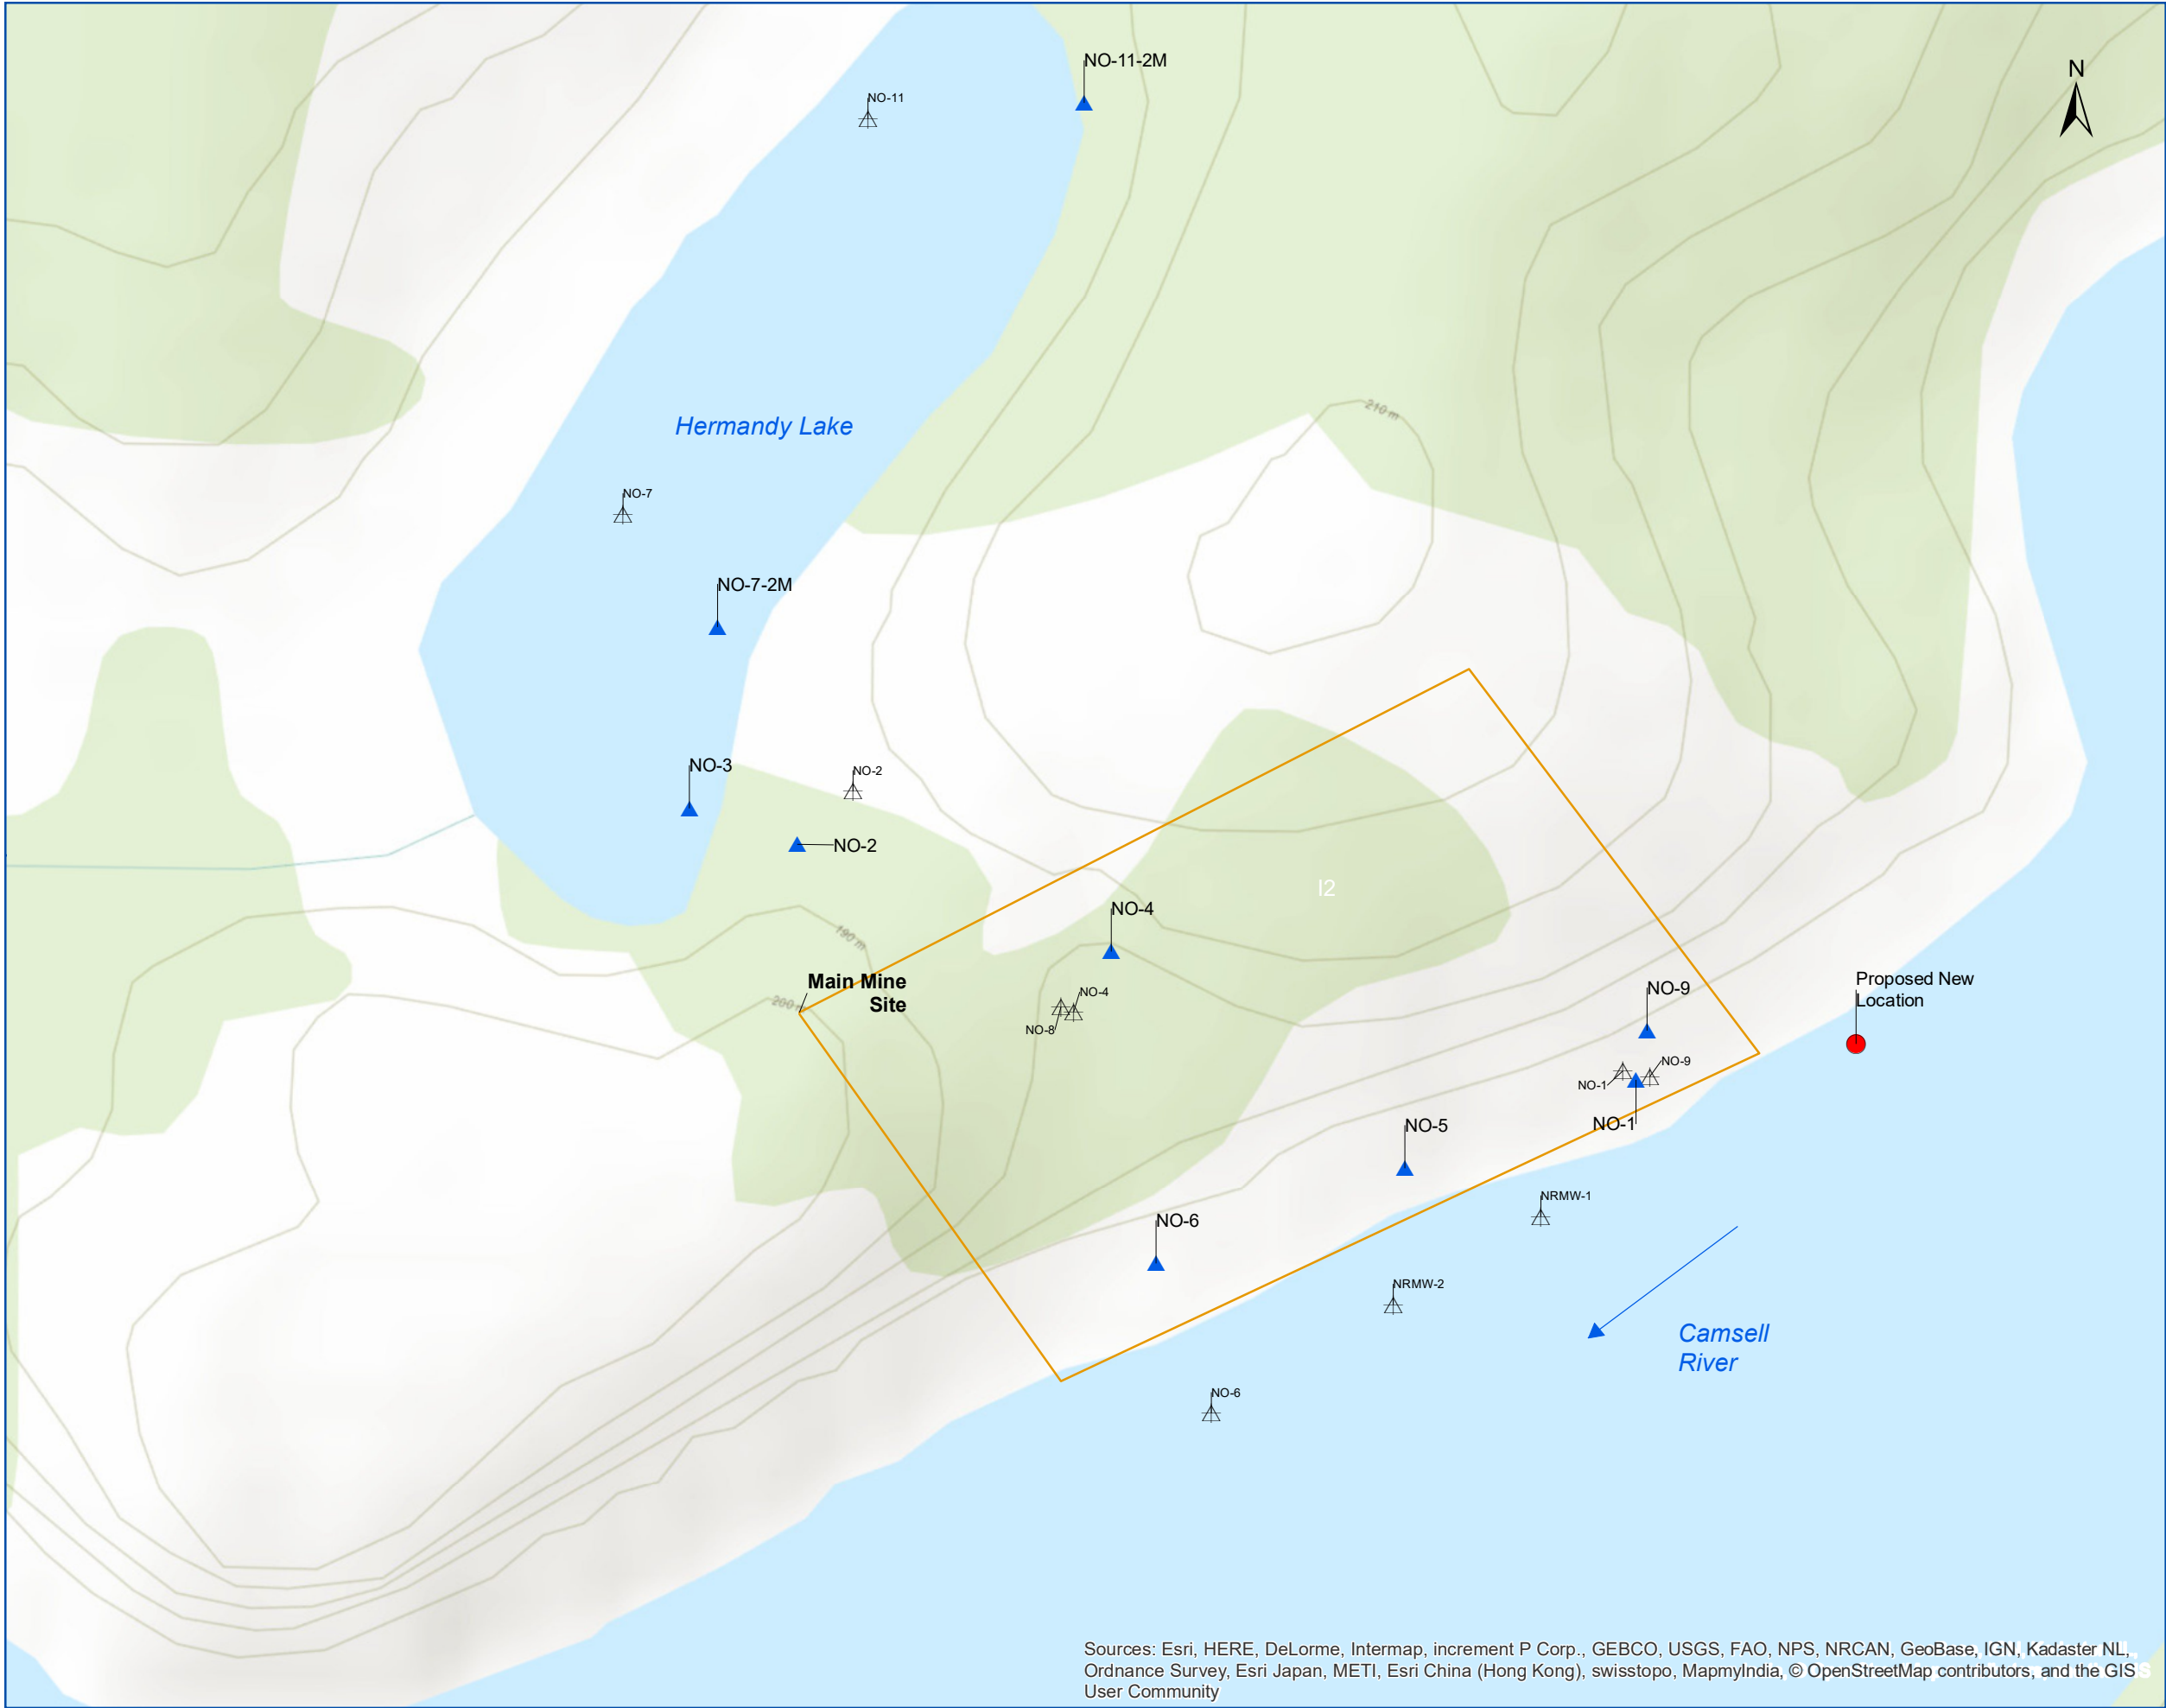 NO-11-2M
N
NO-11
210 m
Hermandy Lake
NO-7
NO-7-2M
NO-3
NO-2
NO-2
I2
NO-4
190 m
Main Mine
Site
200 m
NO-4
NO-8
NO-9
Proposed New
Location
NO-9
NO-1
NO-1
NO-5
NRMW-1
NO-6
NRMW-2
Camsell
River
NO-6
Sources: Esri, HERE, DeLorme, Intermap, increment P Corp., GEBCO, USGS, FAO, NPS, NRCAN, GeoBase, IGN, Kadaster NL,
Ordnance Survey, Esri Japan, METI, Esri China (Hong Kong), swisstopo, MapmyIndia, © OpenStreetMap contributors, and the GIS
User Community